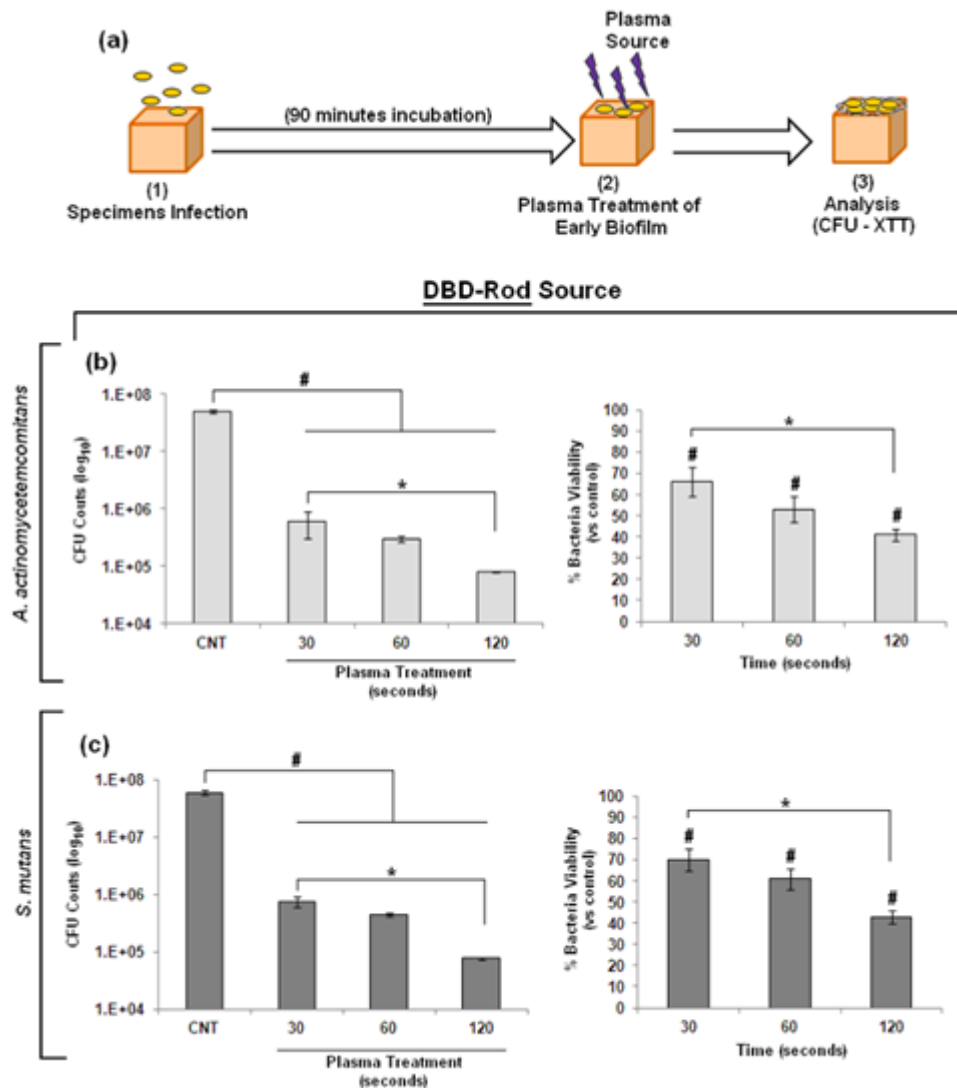 (a)
Plasma
Source
(90 minutes incubation)
(1)
Specimens Infection
(2)
Plasma Treatment of
Early Biofilm
(3)
Analysis
(CFU - XTT)
DBD-Rod Source
A. actinomycetemcomitans
(b)
#
*
CFU Couts (log10)
1.E+08
1.E+07
1.E+06
1.E+05
1.E+04
CNT
30
60
120
Plasma Treatment
(seconds)
*
# # #
% Bacteria Viability
(vs control)
100
90
80
70
60
50
40
30
20
10
0
30
60
120
Time (seconds)
S. mutans
(c)
#
*
CFU Couts (log10)
1.E+08
1.E+07
1.E+06
1.E+05
1.E+04
CNT
30
60
120
Plasma Treatment
(seconds)
*
# # #
% Bacteria Viability
(vs control)
100
90
80
70
60
50
40
30
20
10
0
30
60
120
Time (seconds)